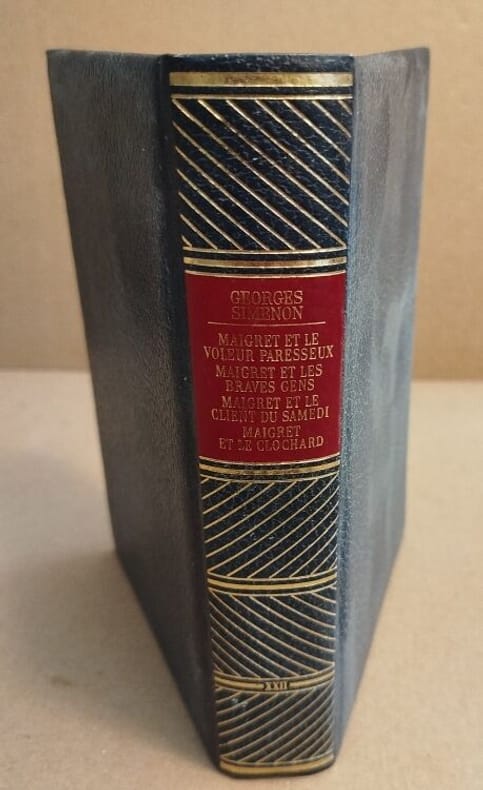 GEORGES
SIMENON
MAIGRET ET LE
VOLEUR PARESSEUX
MAIGRET ET LES
BRAVES GENS
MAIGRET ET LE
CLIENT DU SAMEDI
MAIGRET
ET LE CLOCHARD
XXII